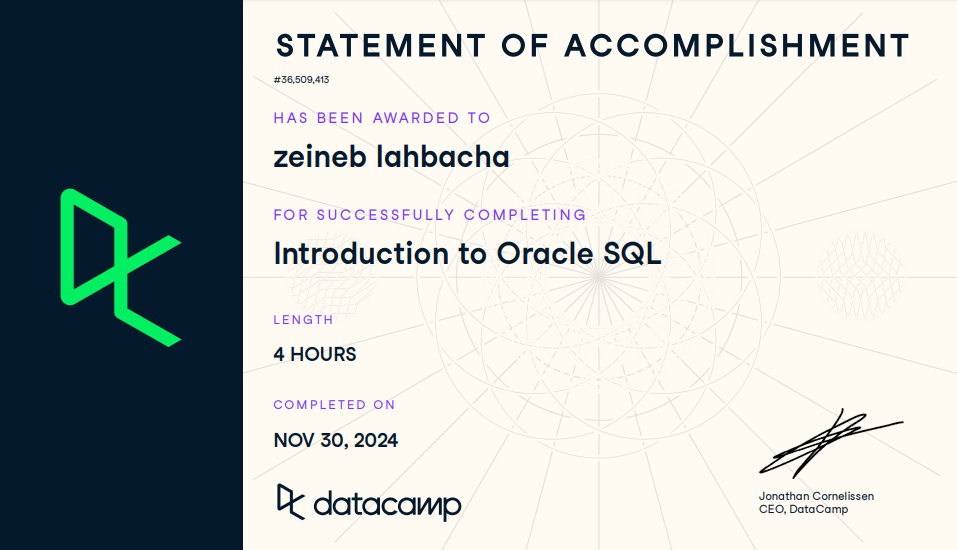 STATEMENT OF ACCOMPLISHMENT
#36,509,413
HAS BEEN AWARDED TO
zeineb lahbacha
FOR SUCCESSFULLY COMPLETING
Introduction to Oracle SQL
LENGTH
4 HOURS
COMPLETED ON
NOV 30, 2024
datacamp
Jonathan Cornelissen
CEO, DataCamp